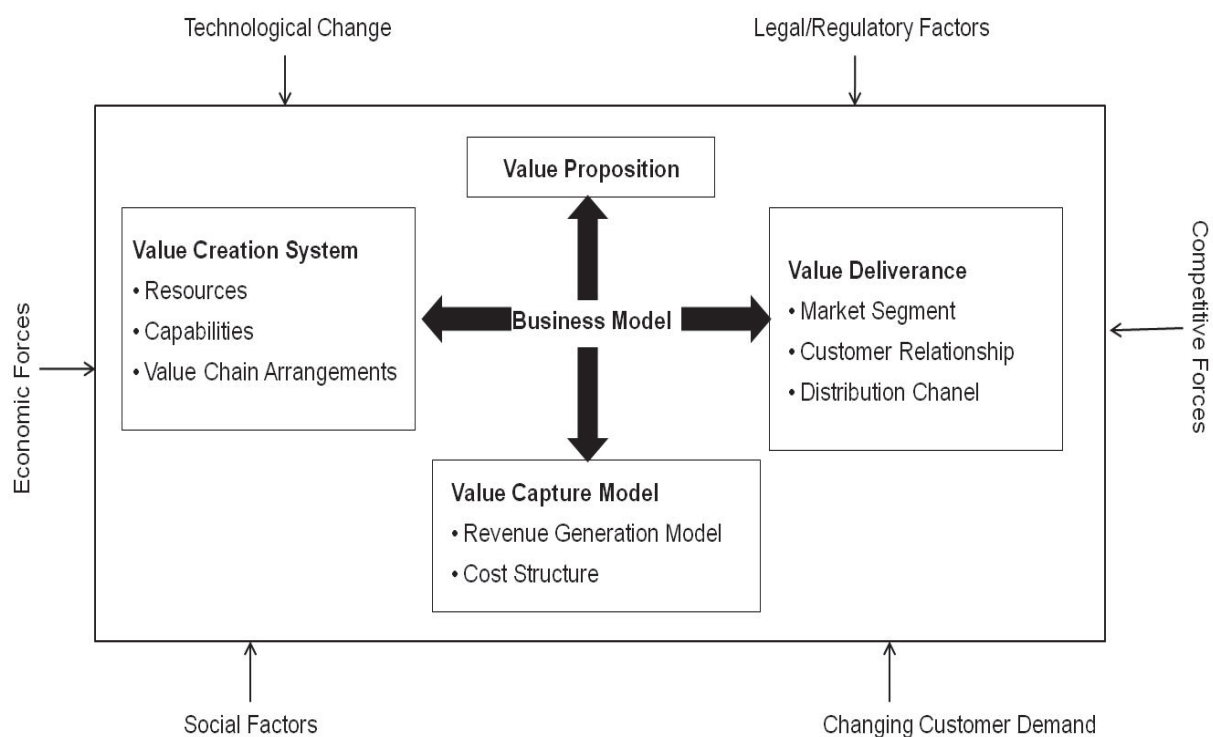 Technological Change
Legal/Regulatory Factors
Value Proposition
Value Creation System
• Resources
• Capabilities
• Value Chain Arrangements
Business Model
Value Deliverance
• Market Segment
• Customer Relationship
• Distribution Chanel
Value Capture Model
• Revenue Generation Model
• Cost Structure
Economic Forces
Competitive Forces
Social Factors
Changing Customer Demand